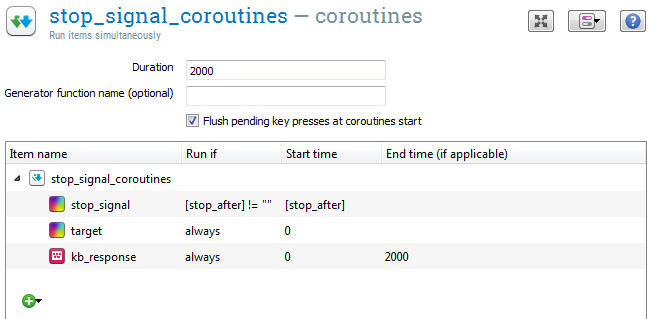 stop_signal_coroutines – coroutines
Run items simultaneously
Duration 2000
Generator function name (optional)
Flush pending key presses at coroutines start
Item name Run if Start time End time (if applicable)
stop_signal_coroutines
stop_signal [stop_after] != "" [stop_after]
target always 0
kb_response always 0 2000